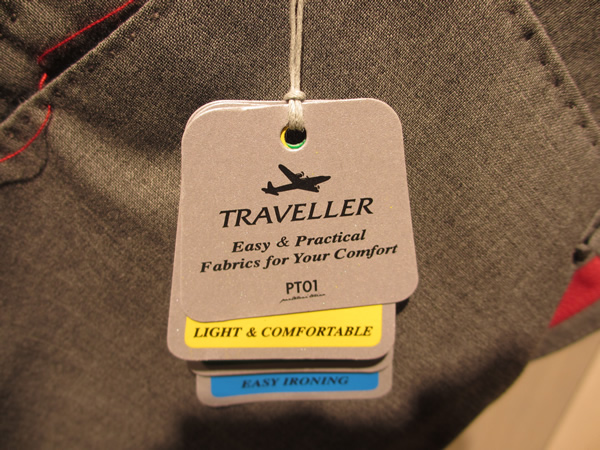 TRAVELLER
Easy & Practical
Fabrics for Your Comfort
PT01
LIGHT & COMFORTABLE
EASY IRONING